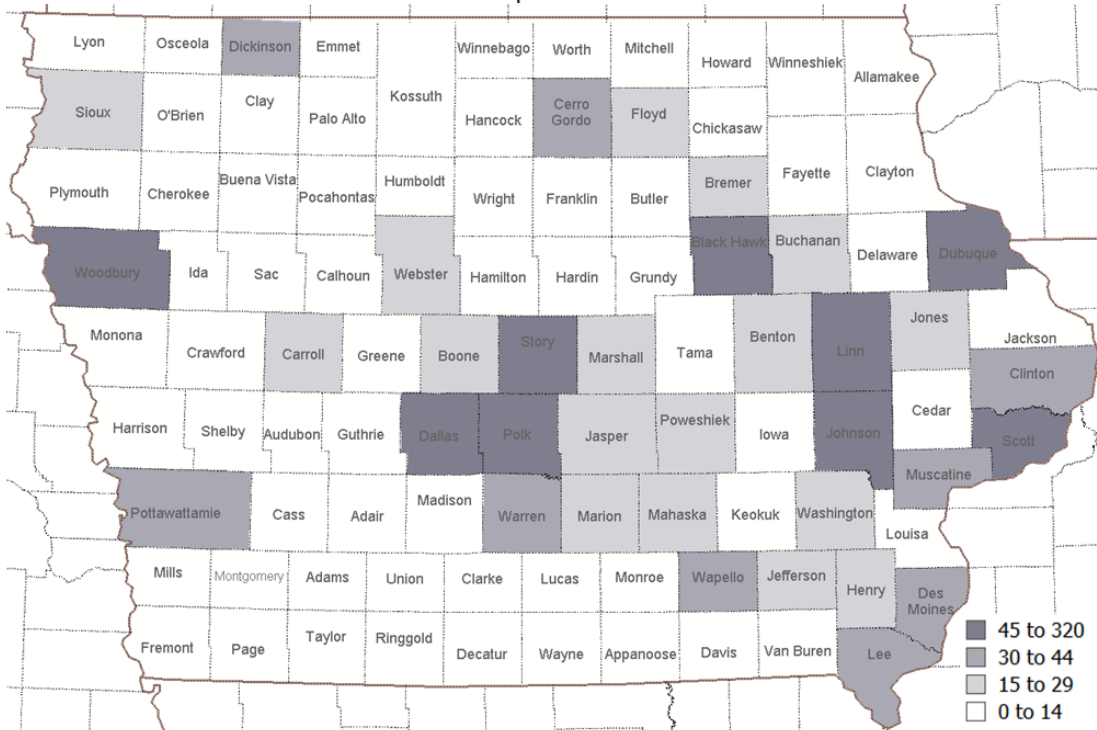 Lyon
Osceola
Dickinson
Emmet
Kossuth
Winnebago
Worth
Mitchell
Howard
Winneshiek
Allamakee
Sioux
O'Brien
Clay
Palo Alto
Hancock
Cerro
Gordo
Floyd
Chickasaw
Plymouth
Cherokee
Buena Vista
Pocahontas
Humboldt
Wright
Franklin
Butler
Bremer
Fayette
Clayton
Woodbury
Ida
Sac
Calhoun
Webster
Hamilton
Hardin
Grundy
Black Hawk
Buchanan
Delaware
Dubuque
Monona
Crawford
Carroll
Greene
Boone
Story
Marshall
Tama
Benton
Linn
Jones
Jackson
Clinton
Harrison
Shelby
Audubon
Guthrie
Dallas
Polk
Jasper
Poweshiek
Iowa
Johnson
Cedar
Scott
Muscatine
Pottawattamie
Cass
Adair
Madison
Warren
Marion
Mahaska
Keokuk
Washington
Louisa
Mills
Montgomery
Adams
Union
Clarke
Lucas
Monroe
Wapello
Jefferson
Henry
Des
Moines
Fremont
Page
Taylor
Ringgold
Decatur
Wayne
Appanoose
Davis
Van Buren
Lee
45 to 320
30 to 44
15 to 29
0 to 14